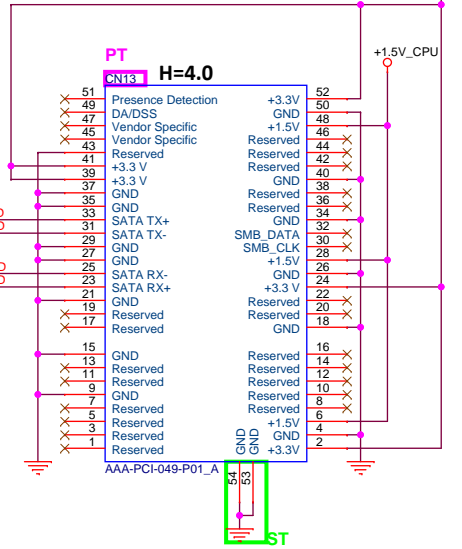 +1.5V_CPU
PT
CN13 H=4.0
51 Presence Detection +3.3V 52
49 DA/DSS GND 50
47 Vendor Specific +1.5V 48
45 Vendor Specific Reserved 46
43 Reserved Reserved 44
41 +3.3 V Reserved 42
39 +3.3 V GND 40
37 GND Reserved 38
35 GND Reserved 36
33 SATA TX+ GND 34
31 SATA TX- SMB_DATA 32
29 GND SMB_CLK 30
27 GND +1.5V 28
25 SATA RX- GND 26
23 SATA RX+ +3.3 V 24
21 GND Reserved 22
19 Reserved Reserved 20
17 Reserved GND 18
15 GND Reserved 16
13 Reserved Reserved 14
11 Reserved Reserved 12
9 GND Reserved 10
7 Reserved Reserved 8
5 Reserved +1.5V 6
3 Reserved GND 4
1 Reserved +3.3V 2
GND
GND
AAA-PCI-049-P01_A
54
53
ST